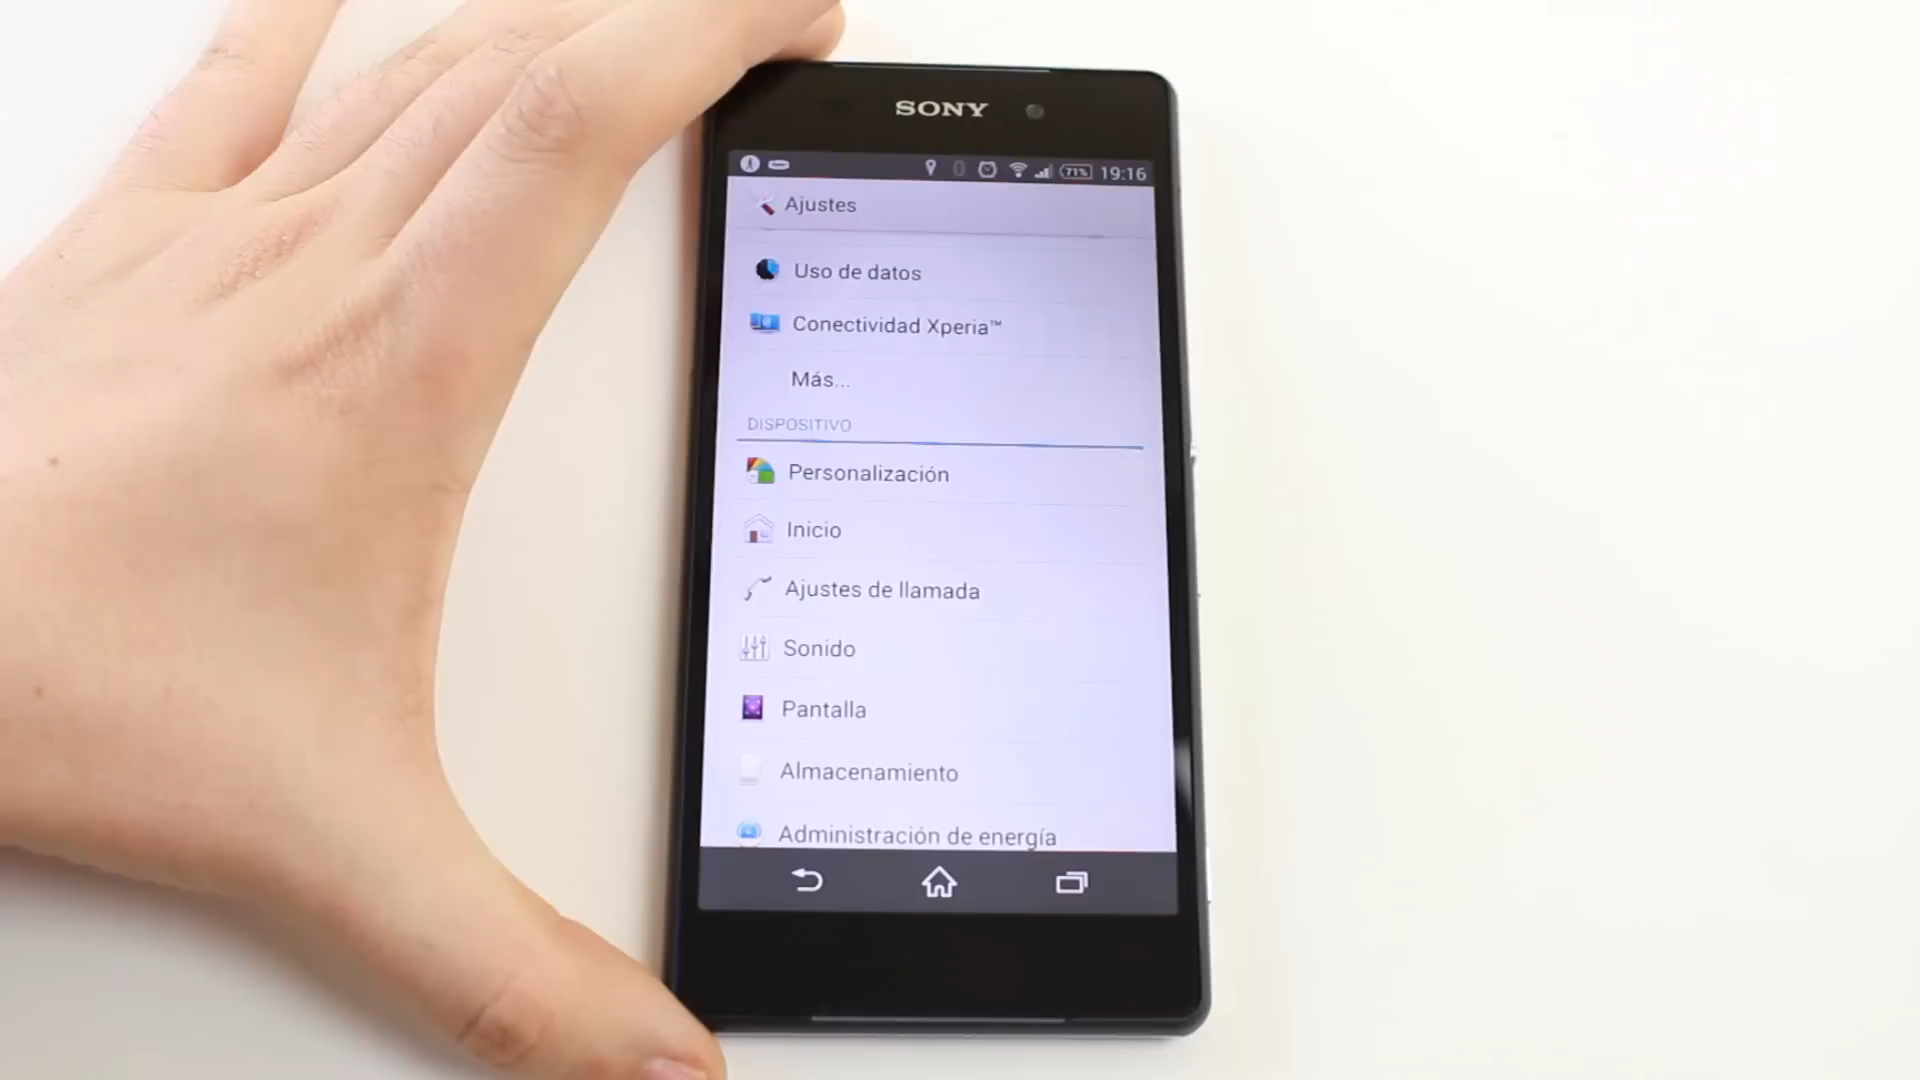 SONY
71% 19:16
Ajustes
Uso de datos
Conectividad Xperia™
Más...
DISPOSITIVO
Personalización
Inicio
Ajustes de llamada
Sonido
Pantalla
Almacenamiento
Administración de energía